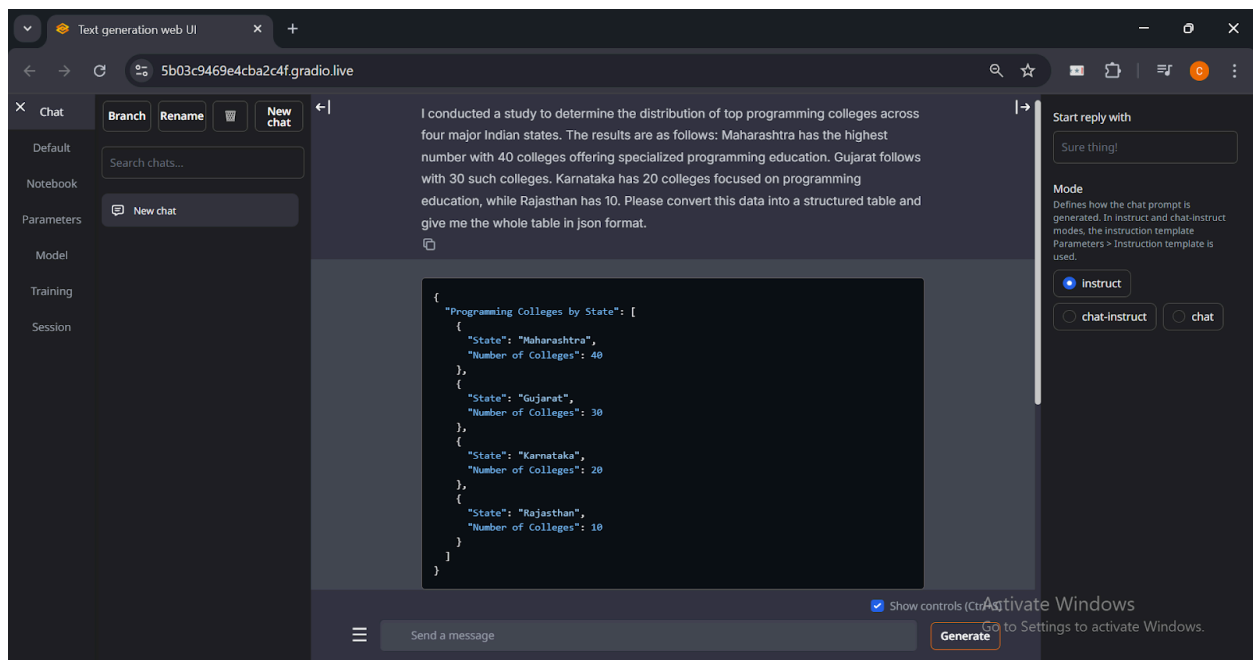 Text generation web UI
5b03c9469e4cba2c4f.gradio.live
C
Chat
Default
Notebook
Parameters
Model
Training
Session
Branch
Rename
New chat
Search chats...
New chat
I conducted a study to determine the distribution of top programming colleges across
four major Indian states. The results are as follows: Maharashtra has the highest
number with 40 colleges offering specialized programming education. Gujarat follows
with 30 such colleges. Karnataka has 20 colleges focused on programming
education, while Rajasthan has 10. Please convert this data into a structured table and
give me the whole table in json format.
{
"Programming Colleges by State": [
{
"State": "Maharashtra",
"Number of Colleges": 40
},
{
"State": "Gujarat",
"Number of Colleges": 30
},
{
"State": "Karnataka",
"Number of Colleges": 20
},
{
"State": "Rajasthan",
"Number of Colleges": 10
}
]
}
Show controls (Ctrl+S)
Send a message
Generate
Start reply with
Sure thing!
Mode
Defines how the chat prompt is
generated. In instruct and chat-instruct
modes, the instruction template
Parameters > Instruction template is
used.
instruct
chat-instruct
chat
Activate Windows
Go to Settings to activate Windows.